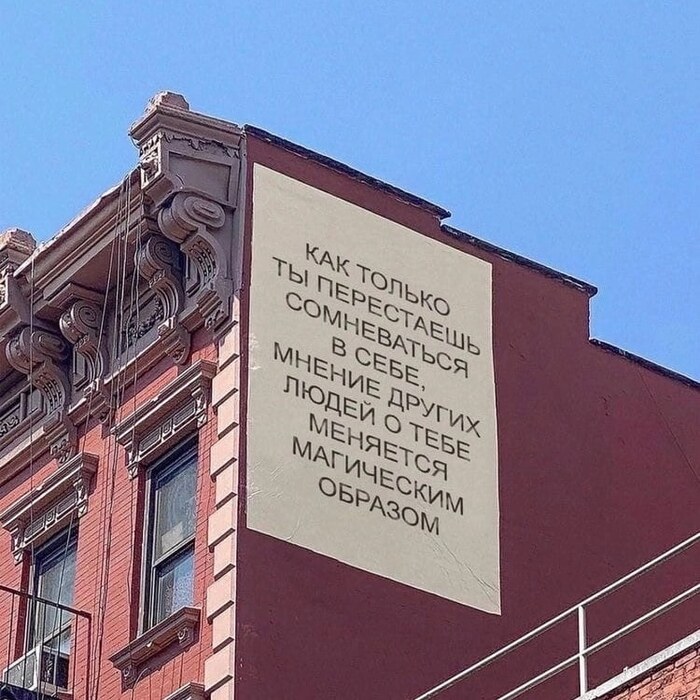 КАК ТОЛЬКО
ТЫ ПЕРЕСТАЕШЬ
СОМНЕВАТЬСЯ
В СЕБЕ,
МНЕНИЕ ДРУГИХ
ЛЮДЕЙ О ТЕБЕ
МЕНЯЕТСЯ
МАГИЧЕСКИМ
ОБРАЗОМ